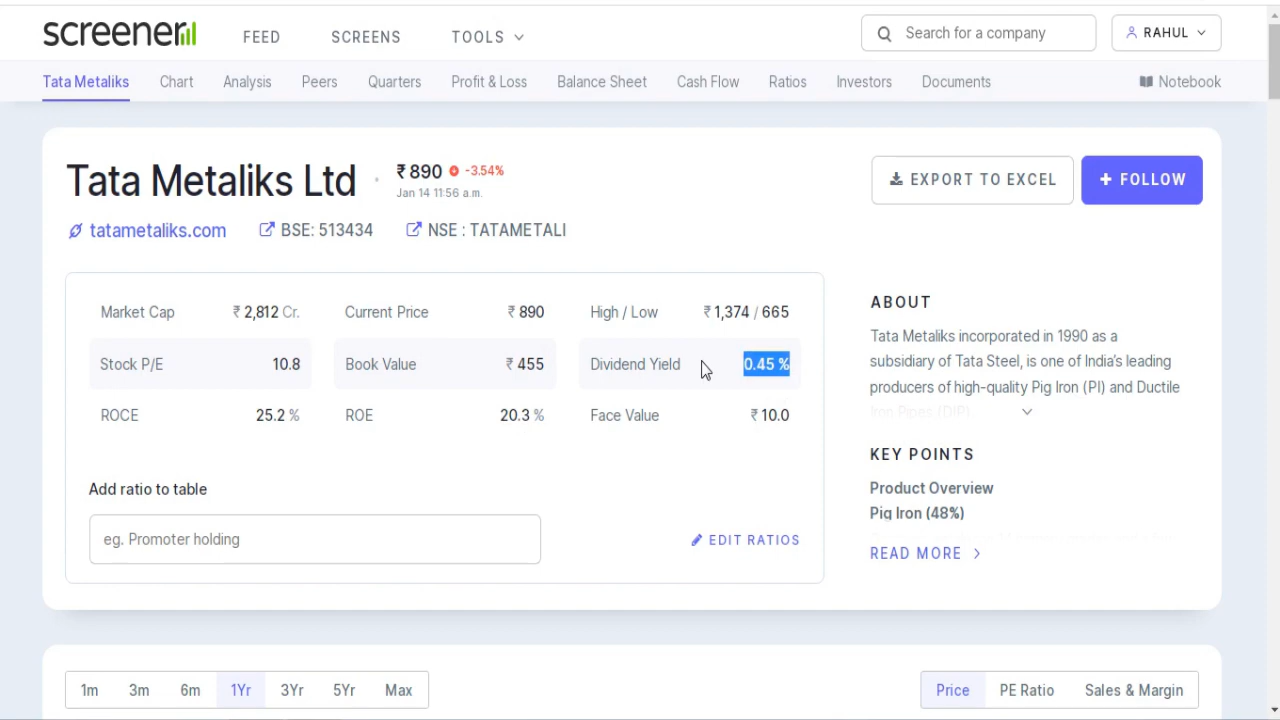 screener
FEED SCREENS TOOLS
Search for a company
RAHUL
Tata Metaliks Chart Analysis Peers Quarters Profit & Loss Balance Sheet Cash Flow Ratios Investors Documents Notebook
Tata Metaliks Ltd · ₹ 890 -3.54%
Jan 14 11:56 a.m.
EXPORT TO EXCEL
+ FOLLOW
tatametaliks.com BSE: 513434 NSE : TATAMETALI
Market Cap ₹ 2,812 Cr. Current Price ₹ 890 High / Low ₹ 1,374 / 665
Stock P/E 10.8 Book Value ₹ 455 Dividend Yield 0.45 %
ROCE 25.2 % ROE 20.3 % Face Value ₹ 10.0
Add ratio to table
eg. Promoter holding
EDIT RATIOS
ABOUT
Tata Metaliks incorporated in 1990 as a
subsidiary of Tata Steel, is one of India's leading
producers of high-quality Pig Iron (PI) and Ductile
Iron Pipes (DIP)
KEY POINTS
Product Overview
Pig Iron (48%)
READ MORE
1m 3m 6m 1Yr 3Yr 5Yr Max
Price PE Ratio Sales & Margin